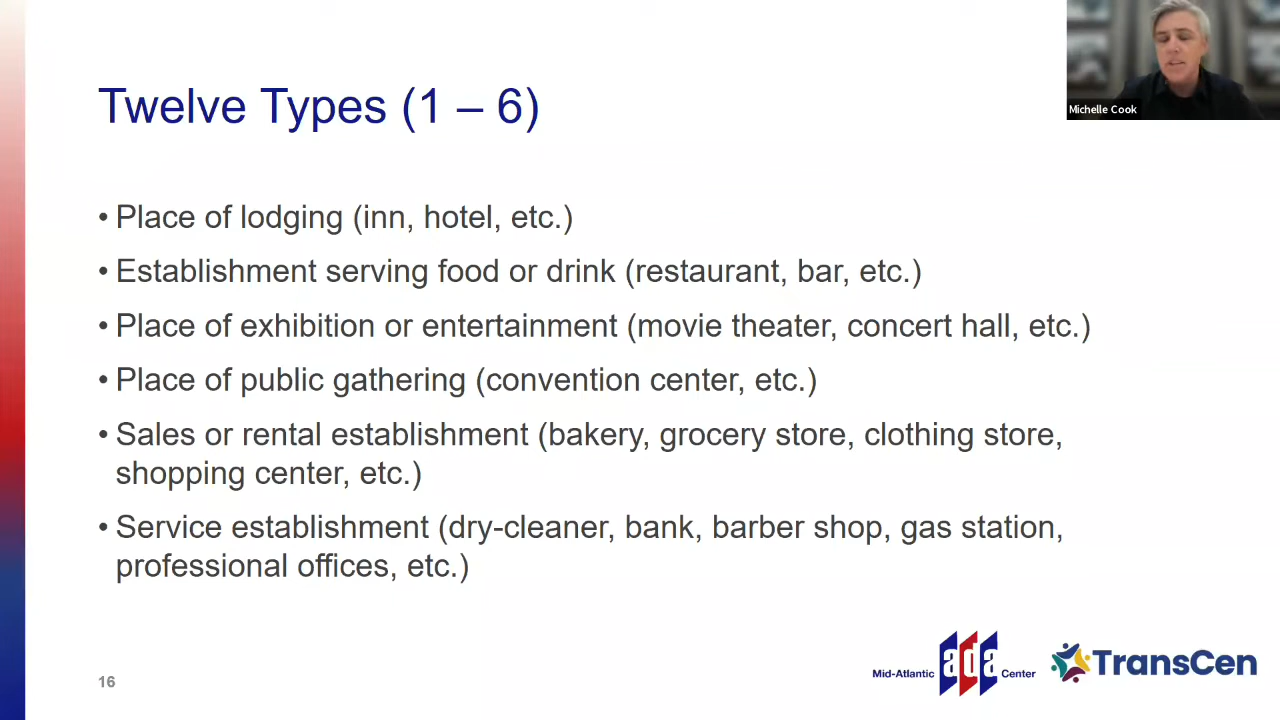 Twelve Types (1 – 6)
Michelle Cook
• Place of lodging (inn, hotel, etc.)
• Establishment serving food or drink (restaurant, bar, etc.)
• Place of exhibition or entertainment (movie theater, concert hall, etc.)
• Place of public gathering (convention center, etc.)
• Sales or rental establishment (bakery, grocery store, clothing store,
shopping center, etc.)
• Service establishment (dry-cleaner, bank, barber shop, gas station,
professional offices, etc.)
16
Mid-Atlantic ada Center
TransCen